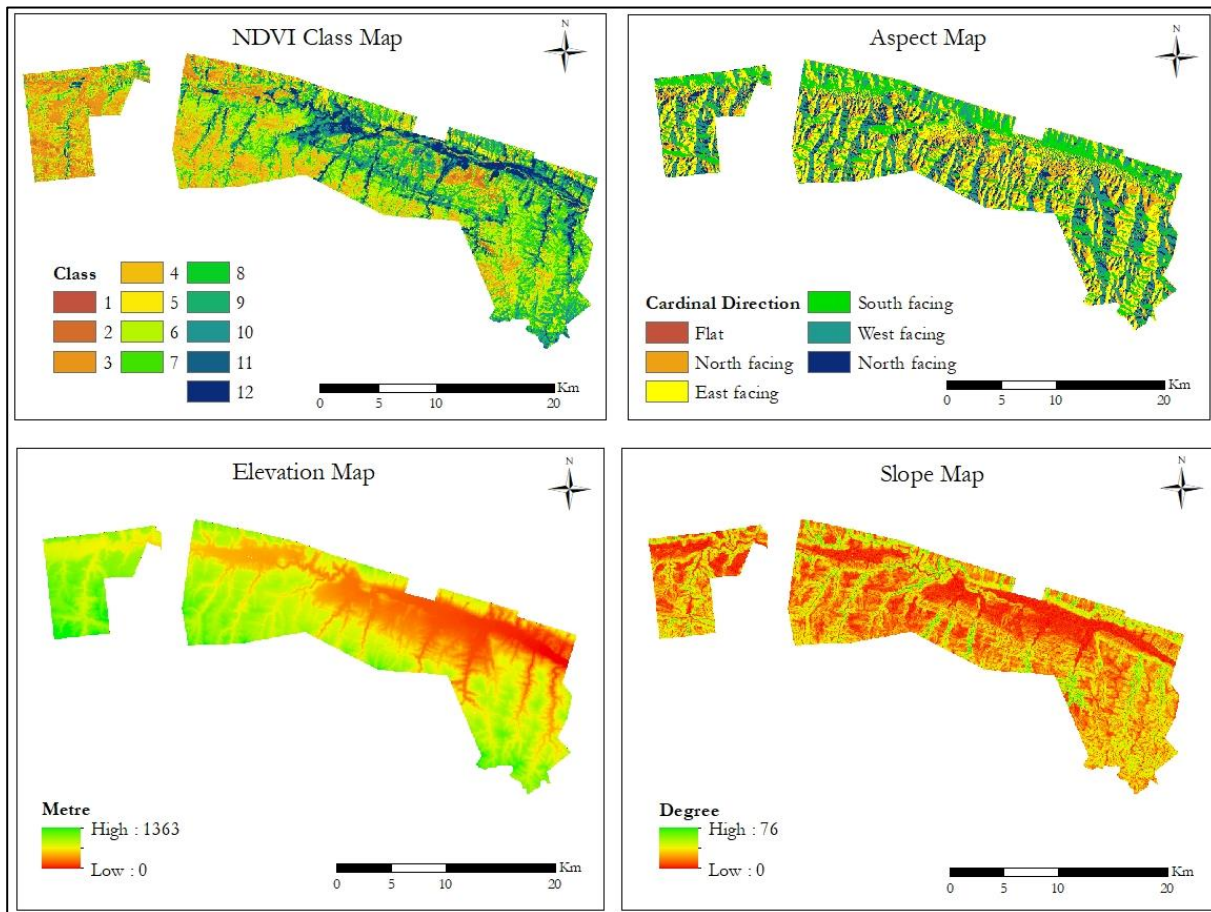 NDVI Class Map
N
Class
1
2
3
4
5
6
7
8
9
10
11
12
Km
0 5 10 20
Aspect Map
N
Cardinal Direction
Flat
North facing
East facing
South facing
West facing
North facing
Km
0 5 10 20
Elevation Map
N
Metre
High : 1363
Low : 0
Km
0 5 10 20
Slope Map
N
Degree
High : 76
Low : 0
Km
0 5 10 20